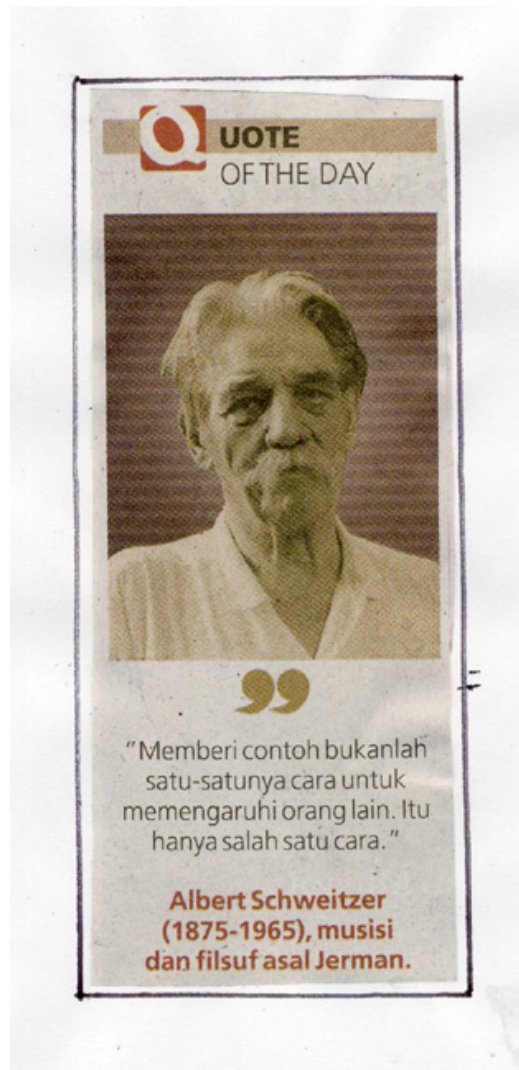 QUOTE
OF THE DAY
”
“Memberi contoh bukanlah
satu-satunya cara untuk
memengaruhi orang lain. Itu
hanya salah satu cara.”
Albert Schweitzer
(1875-1965), musisi
dan filsuf asal Jerman.